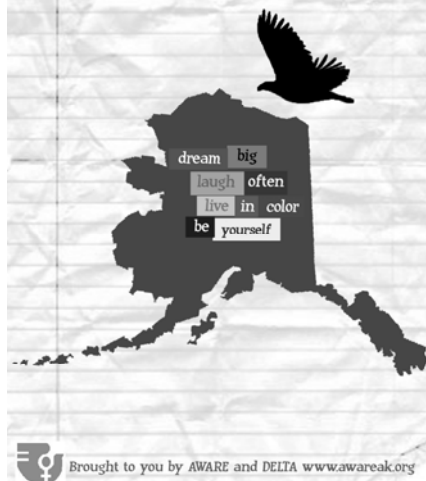 dream big
laugh often
live in color
be yourself
Brought to you by AWARE and DELTA www.awareak.org